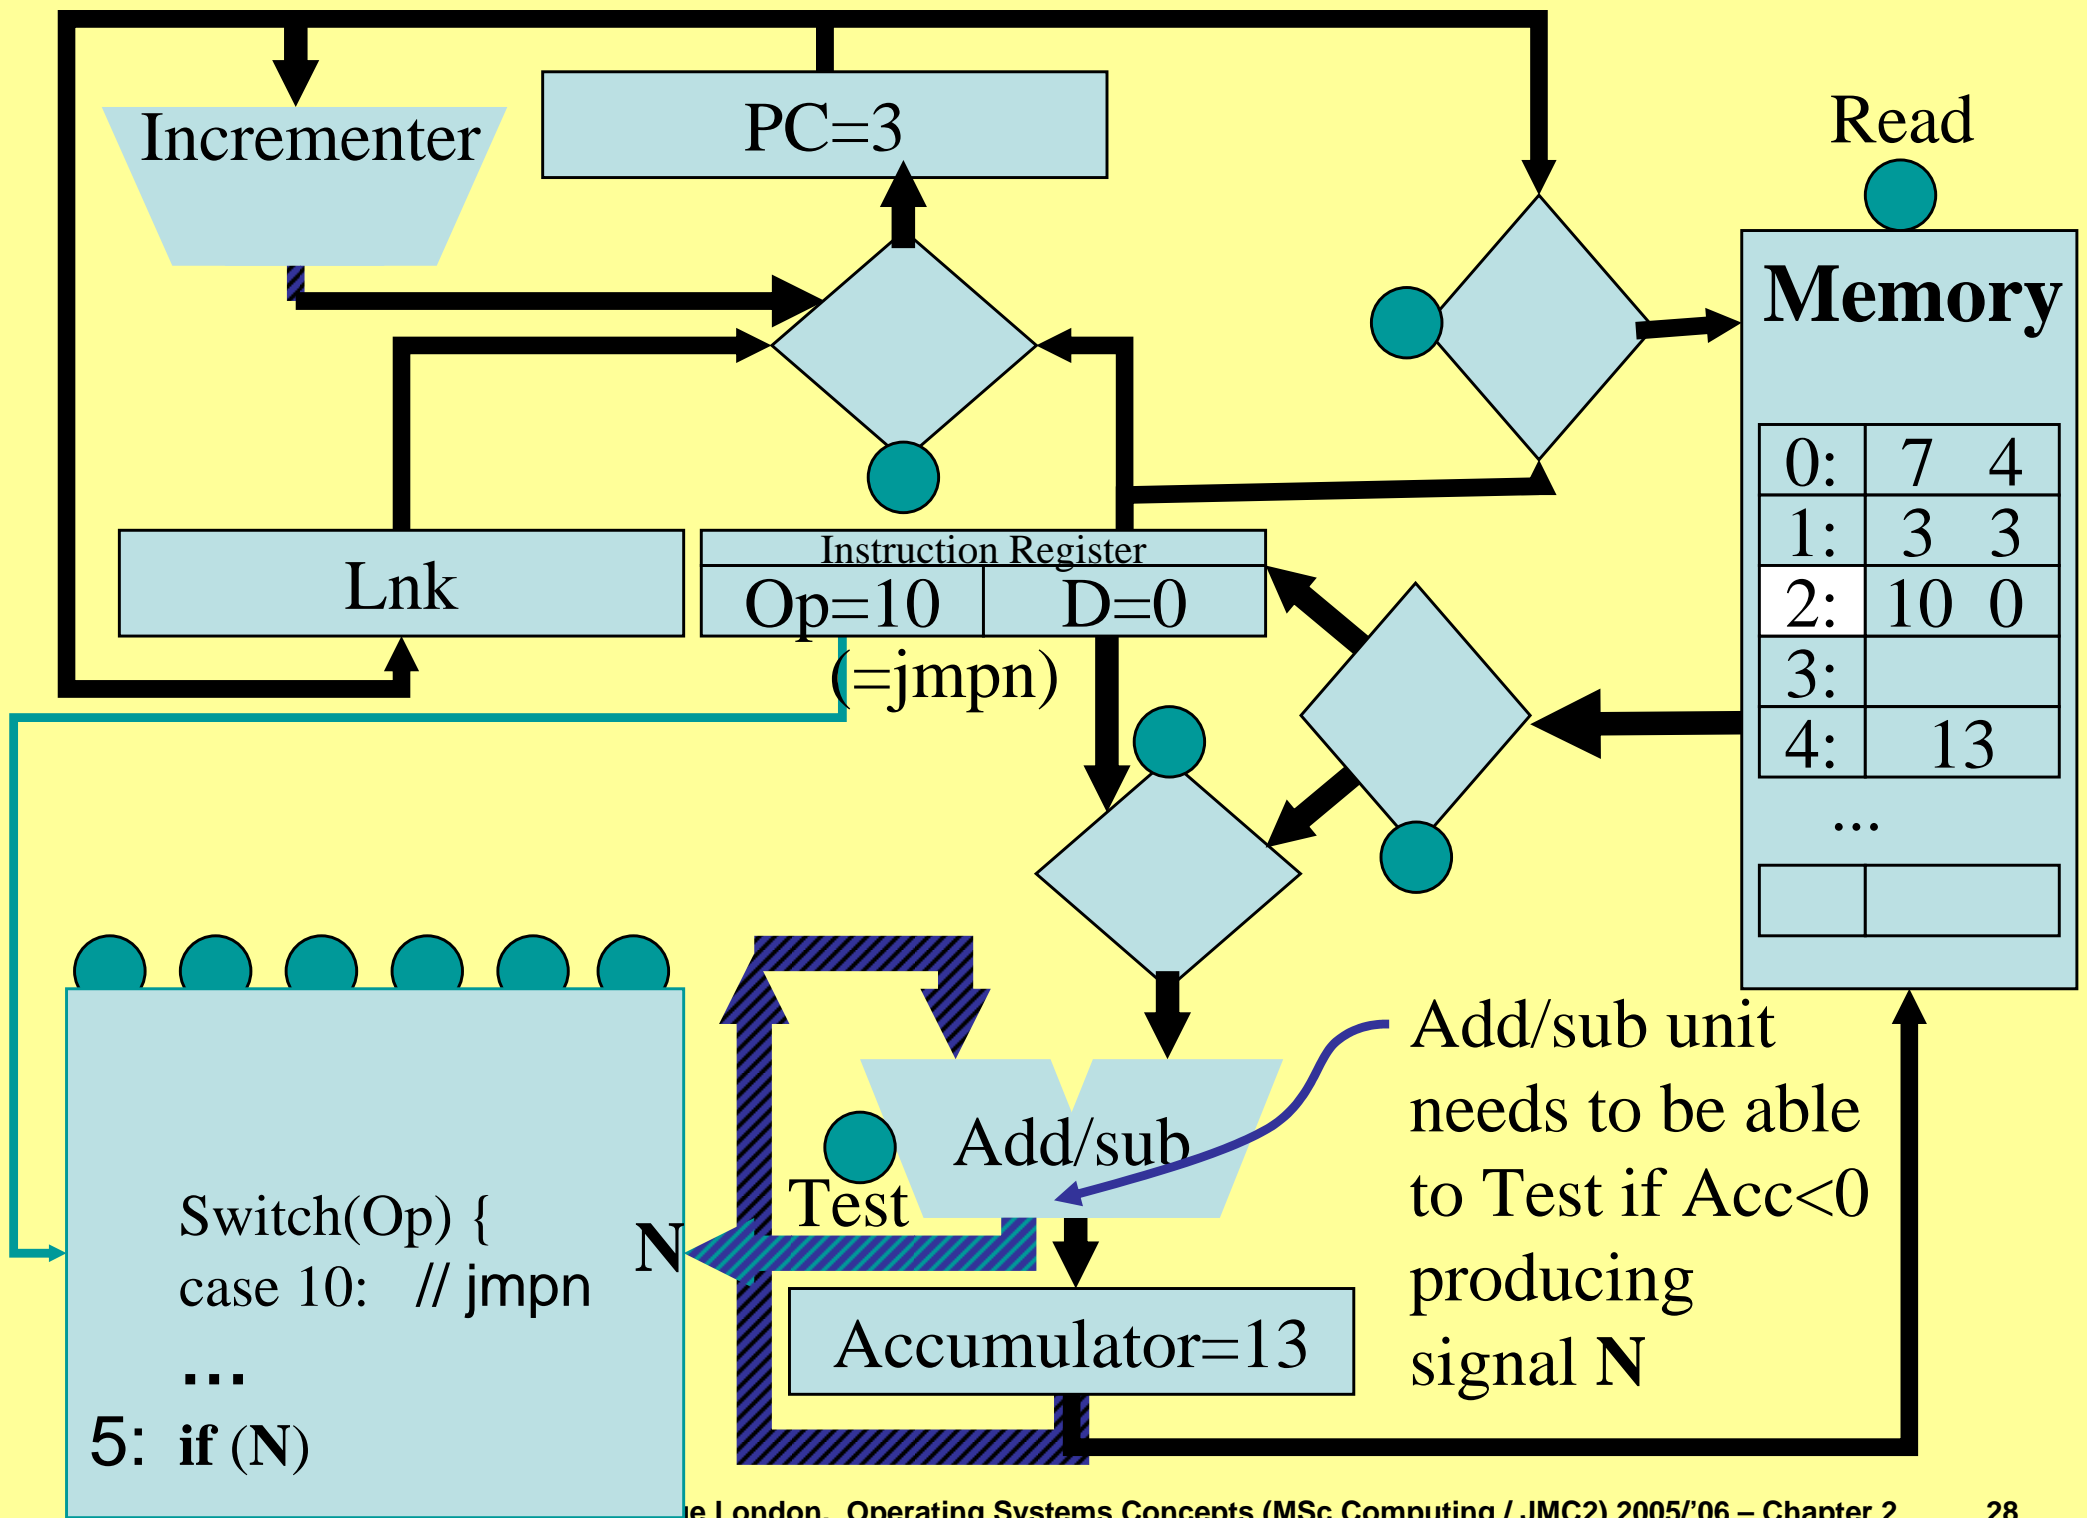 Incrementer
PC=3
Read
Memory
0: 7 4
1: 3 3
2: 10 0
3:
4: 13
...
Lnk
Instruction Register
Op=10 D=0
(=jmpn)
Add/sub
Test
N
Switch(Op) {
case 10: // jmpn
...
5: if (N)
Accumulator=13
Add/sub unit
needs to be able
to Test if Acc<0
producing
signal N
London. Operating Systems Concepts (MSc Computing / JMC2) 2005/'06 – Chapter 2 28